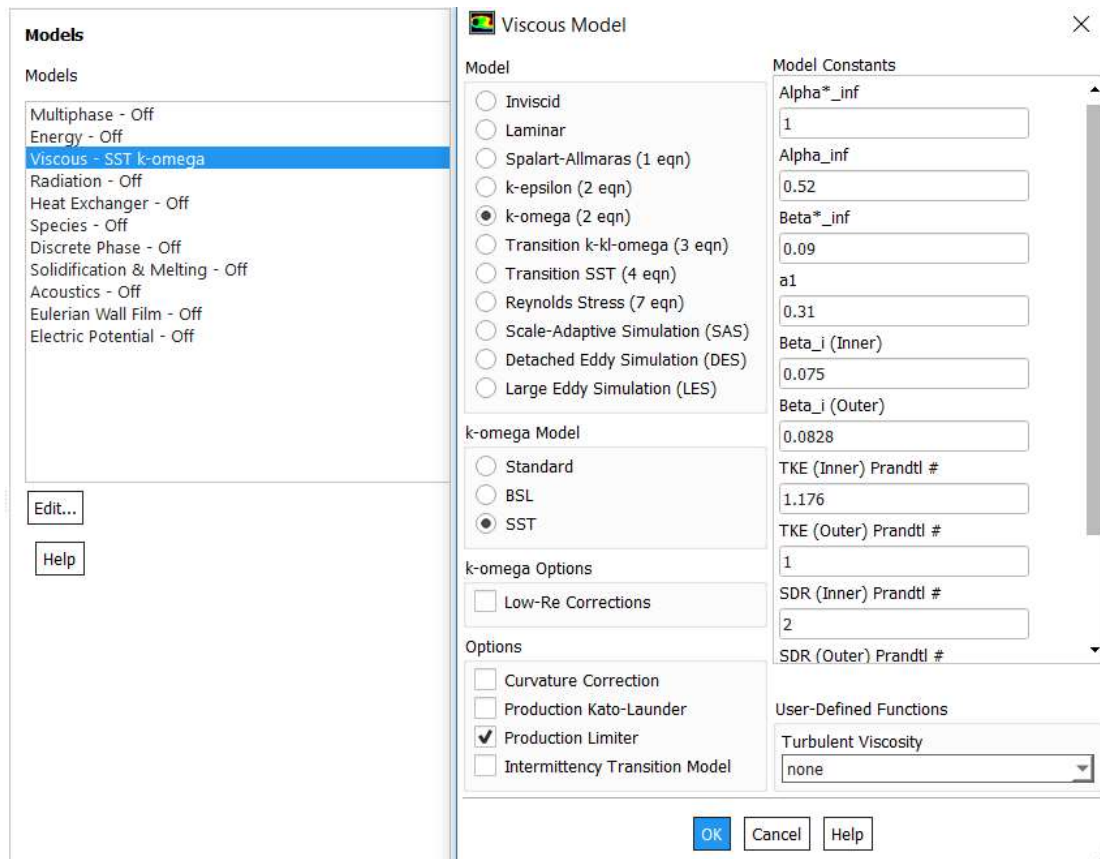 Models
Models
Multiphase - Off
Energy - Off
Viscous - SST k-omega
Radiation - Off
Heat Exchanger - Off
Species - Off
Discrete Phase - Off
Solidification & Melting - Off
Acoustics - Off
Eulerian Wall Film - Off
Electric Potential - Off
Edit...
Help
Viscous Model
Model
Inviscid
Laminar
Spalart-Allmaras (1 eqn)
k-epsilon (2 eqn)
k-omega (2 eqn)
Transition k-kl-omega (3 eqn)
Transition SST (4 eqn)
Reynolds Stress (7 eqn)
Scale-Adaptive Simulation (SAS)
Detached Eddy Simulation (DES)
Large Eddy Simulation (LES)
k-omega Model
Standard
BSL
SST
k-omega Options
Low-Re Corrections
Options
Curvature Correction
Production Kato-Launder
Production Limiter
Intermittency Transition Model
Model Constants
Alpha*_inf
1
Alpha_inf
0.52
Beta*_inf
0.09
a1
0.31
Beta_i (Inner)
0.075
Beta_i (Outer)
0.0828
TKE (Inner) Prandtl #
1.176
TKE (Outer) Prandtl #
1
SDR (Inner) Prandtl #
2
SDR (Outer) Prandtl #
User-Defined Functions
Turbulent Viscosity
none
OK
Cancel
Help